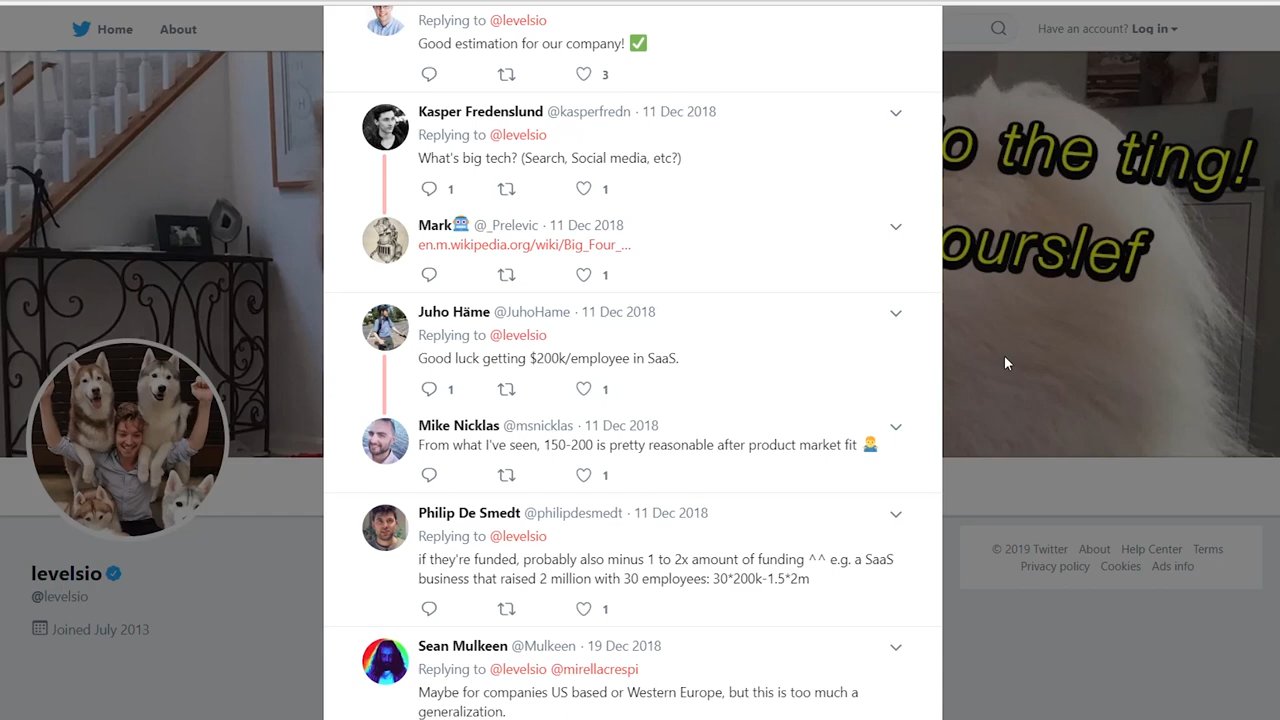 Home
About
Have an account? Log in
Replying to @levelsio
Good estimation for our company! ✅
3
Kasper Fredenslund @kasperfredn · 11 Dec 2018
Replying to @levelsio
What's big tech? (Search, Social media, etc?)
1
1
Mark @_Prelevic · 11 Dec 2018
en.m.wikipedia.org/wiki/Big_Four_...
1
Juho Häme @JuhoHame · 11 Dec 2018
Replying to @levelsio
Good luck getting $200k/employee in SaaS.
1
1
Mike Nicklas @msnicklas · 11 Dec 2018
From what I've seen, 150-200 is pretty reasonable after product market fit
1
Philip De Smedt @philipdesmedt · 11 Dec 2018
Replying to @levelsio
if they're funded, probably also minus 1 to 2x amount of funding ^^ e.g. a SaaS
business that raised 2 million with 30 employees: 30*200k-1.5*2m
1
Sean Mulkeen @Mulkeen · 19 Dec 2018
Replying to @levelsio @mirellacrespi
Maybe for companies US based or Western Europe, but this is too much a
generalization.
levelsio
@levelsio
Joined July 2013
o the ting!
ourslef
© 2019 Twitter About Help Center Terms
Privacy policy Cookies Ads info